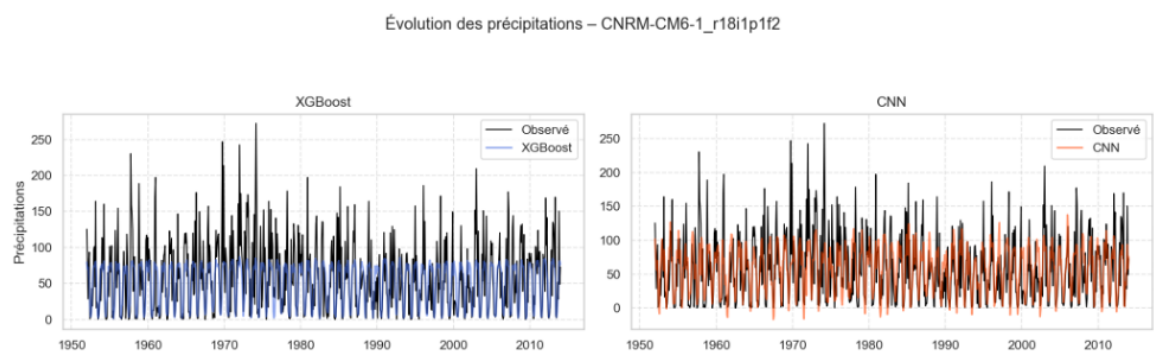 Évolution des précipitations – CNRM-CM6-1_r18i1p1f2
XGBoost
Observé
XGBoost
Précipitations
250
200
150
100
50
0
1950 1960 1970 1980 1990 2000 2010
CNN
Observé
CNN
250
200
150
100
50
0
1950 1960 1970 1980 1990 2000 2010